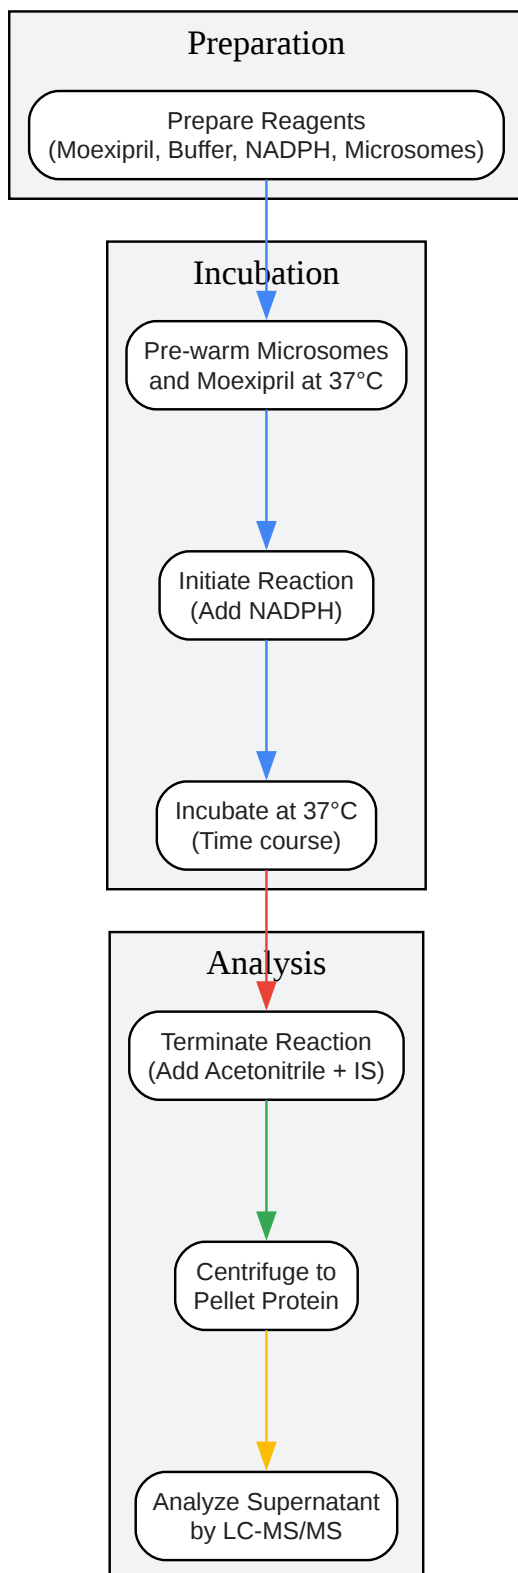 Preparation
Prepare Reagents
(Moexipril, Buffer, NADPH, Microsomes)
Incubation
Pre-warm Microsomes
and Moexipril at 37°C
Initiate Reaction
(Add NADPH)
Incubate at 37°C
(Time course)
Analysis
Terminate Reaction
(Add Acetonitrile + IS)
Centrifuge to
Pellet Protein
Analyze Supernatant
by LC-MS/MS